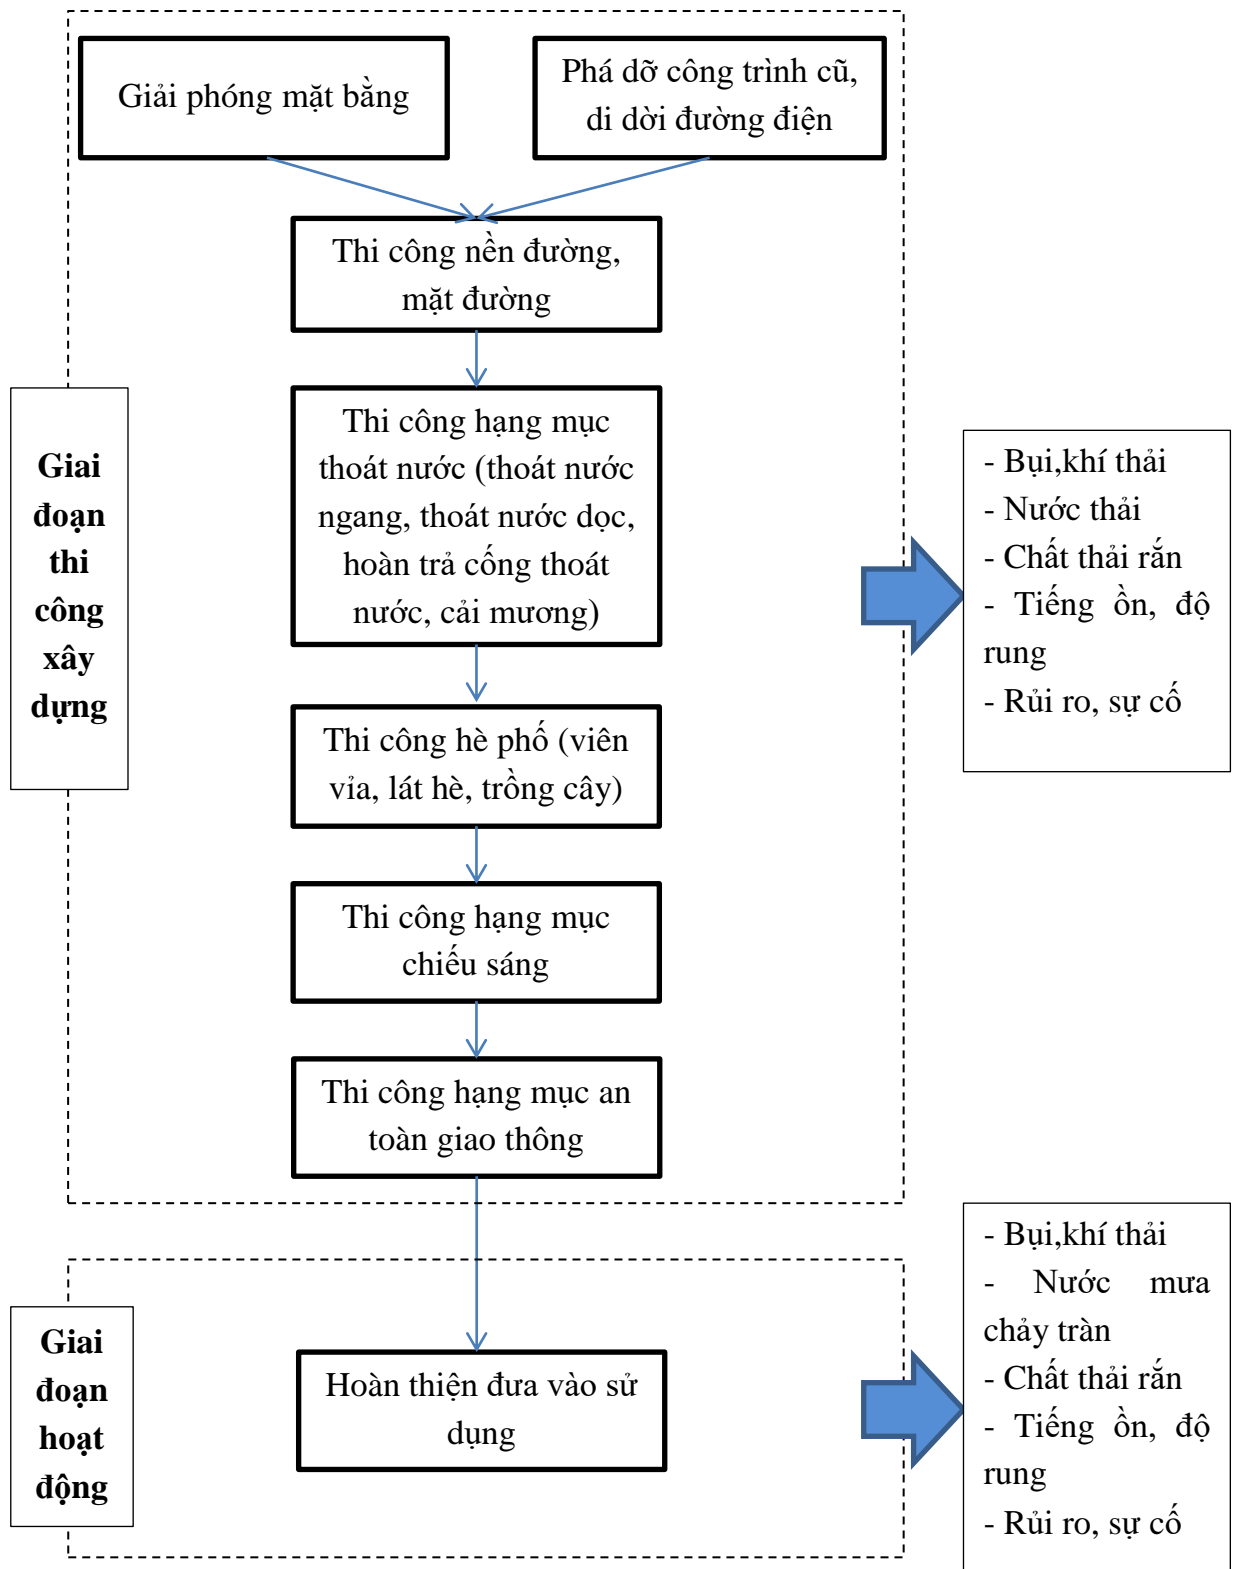 Giải phóng mặt bằng
Phá dỡ công trình cũ,
di dời đường điện
Thi công nền đường,
mặt đường
Giai
đoạn
thi
công
xây
dựng
Thi công hạng mục
thoát nước (thoát nước
ngang, thoát nước dọc,
hoàn trả cống thoát
nước, cải mương)
- Bụi,khí thải
- Nước thải
- Chất thải rắn
- Tiếng ồn, độ
rung
- Rủi ro, sự cố
Thi công hè phố (viên
vỉa, lát hè, trồng cây)
Thi công hạng mục
chiếu sáng
Thi công hạng mục an
toàn giao thông
Giai
đoạn
hoạt
động
Hoàn thiện đưa vào sử
dụng
- Bụi,khí thải
- Nước mưa
chảy tràn
- Chất thải rắn
- Tiếng ồn, độ
rung
- Rủi ro, sự cố